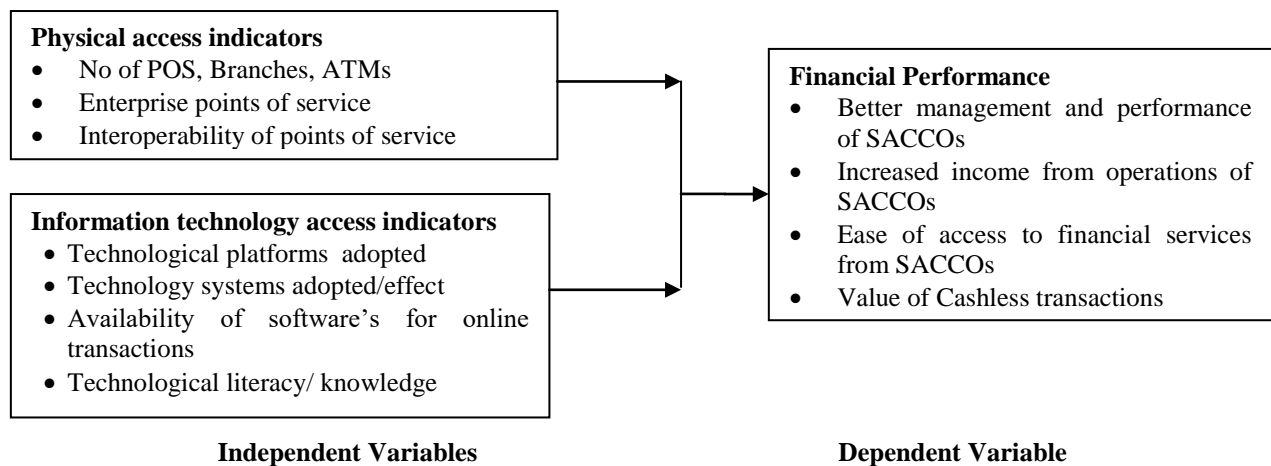 Physical access indicators
• No of POS, Branches, ATMs
• Enterprise points of service
• Interoperability of points of service
Information technology access indicators
• Technological platforms adopted
• Technology systems adopted/effect
• Availability of software's for online
transactions
• Technological literacy/ knowledge
Financial Performance
• Better management and performance
of SACCOs
• Increased income from operations of
SACCOs
• Ease of access to financial services
from SACCOs
• Value of Cashless transactions
Independent Variables
Dependent Variable